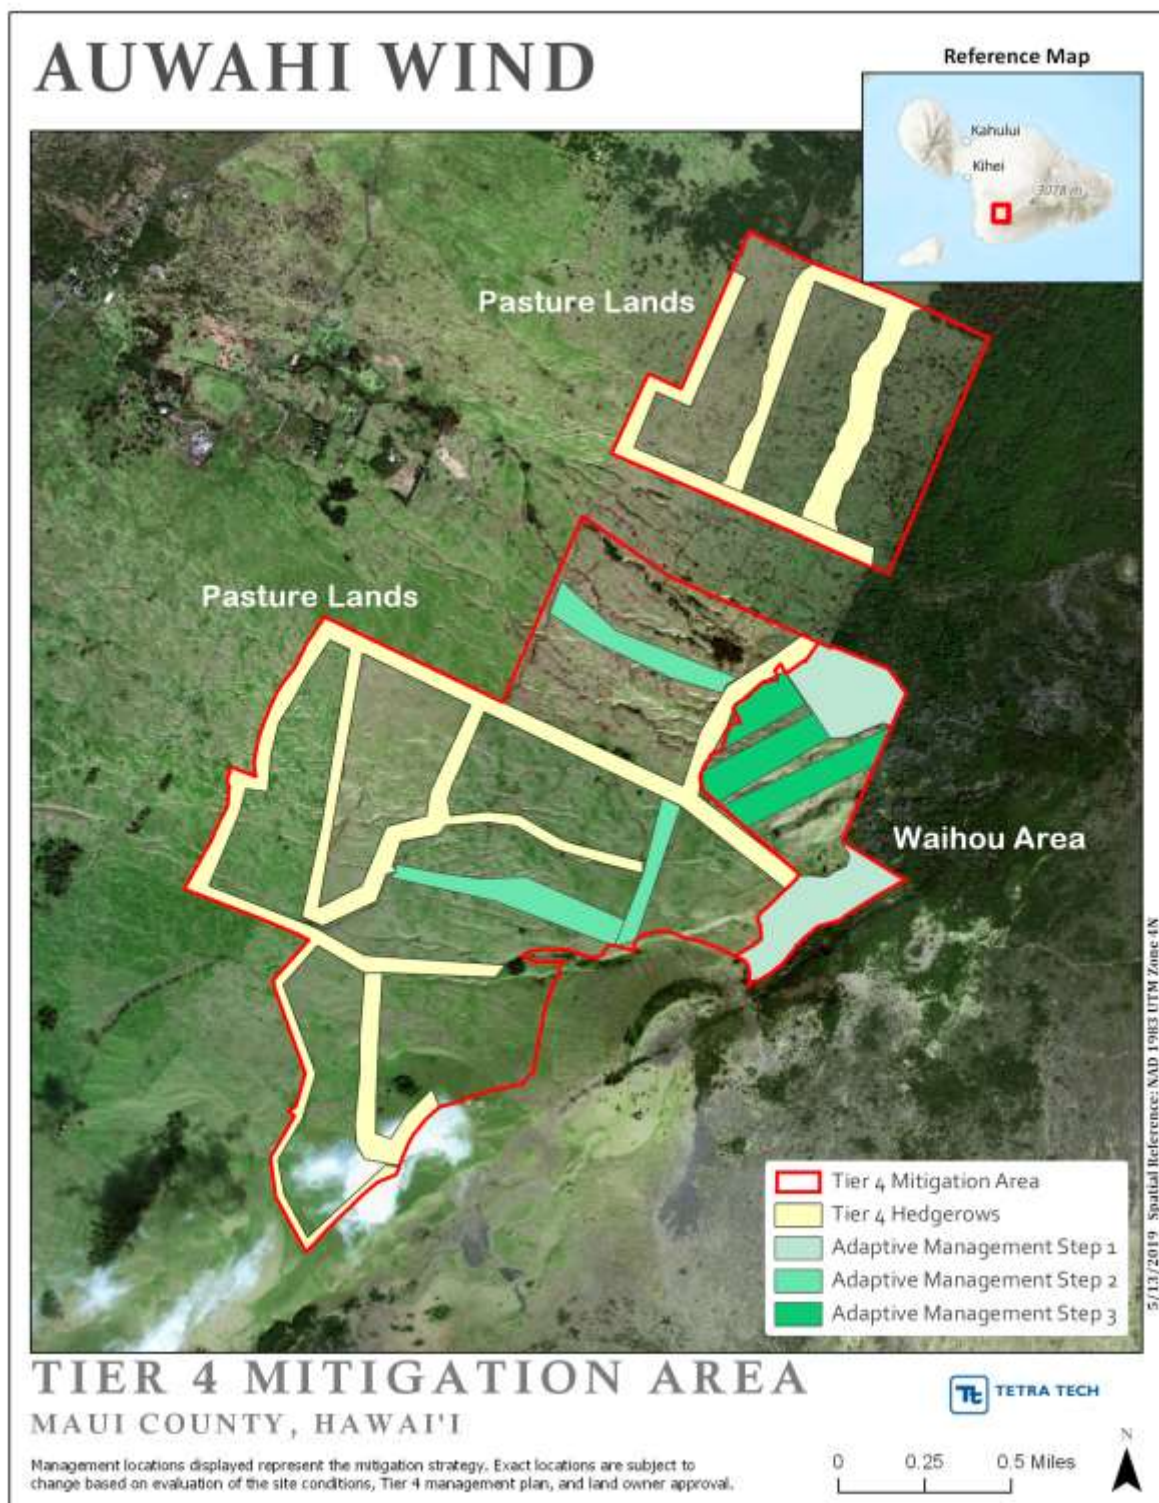 AUWAHI WIND
Reference Map
Kahului
Kihei
3078 m
Pasture Lands
Pasture Lands
Waihou Area
Tier 4 Mitigation Area
Tier 4 Hedgerows
Adaptive Management Step 1
Adaptive Management Step 2
Adaptive Management Step 3
5/13/2019 Spatial Reference: NAD 1983 UTM Zone 4N
TIER 4 MITIGATION AREA
MAUI COUNTY, HAWAI'I
Tt TETRA TECH
Management locations displayed represent the mitigation strategy. Exact locations are subject to
change based on evaluation of the site conditions, Tier 4 management plan, and land owner approval.
0 0.25 0.5 Miles
N